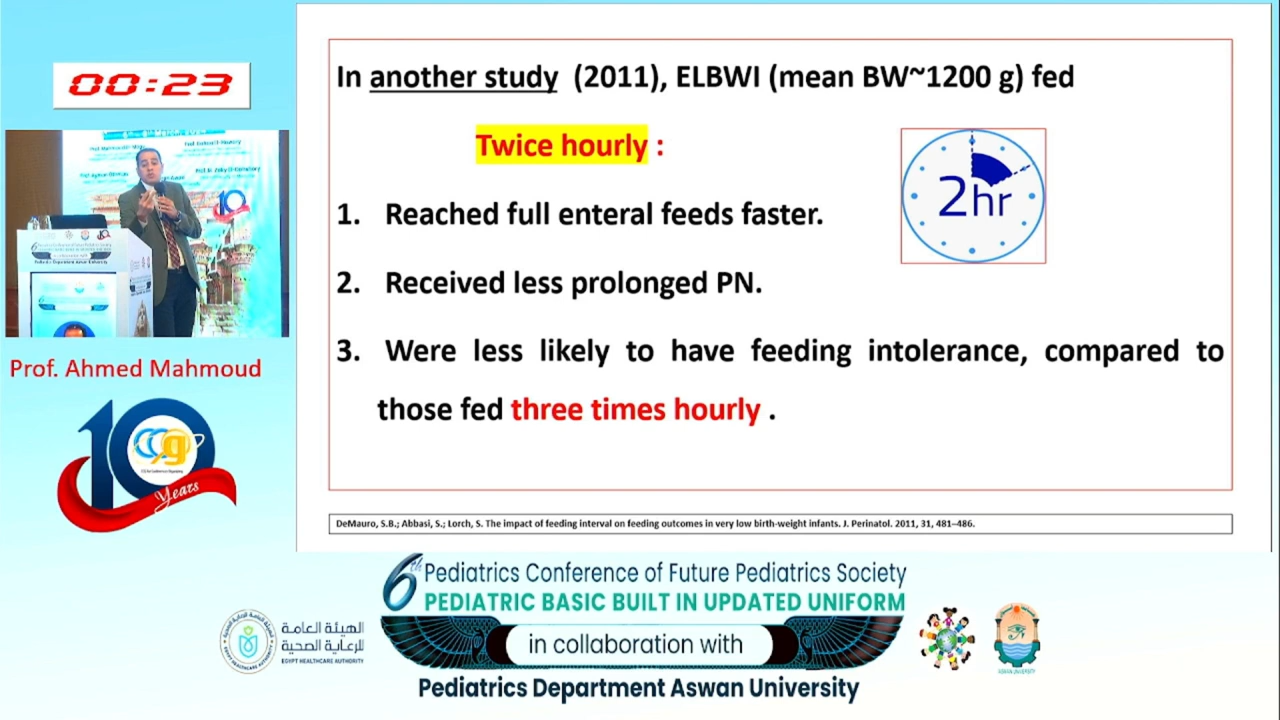 00:23
In another study (2011), ELBWI (mean BW~1200 g) fed
Twice hourly :
2hr
1. Reached full enteral feeds faster.
2. Received less prolonged PN.
3. Were less likely to have feeding intolerance, compared to
those fed three times hourly .
DeMauro, S.B.; Abbasi, S.; Lorch, S. The impact of feeding interval on feeding outcomes in very low birth-weight infants. J. Perinatol. 2011, 31, 481–486.
Prof. Ahmed Mahmoud
10
CCg
Years
6th Pediatrics Conference of Future Pediatrics Society
PEDIATRIC BASIC BUILT IN UPDATED UNIFORM
in collaboration with
Pediatrics Department Aswan University
الهيئة العامة
للرعاية الصحية
EGYPT HEALTHCARE AUTHORITY
ASWAN UNIVERSITY